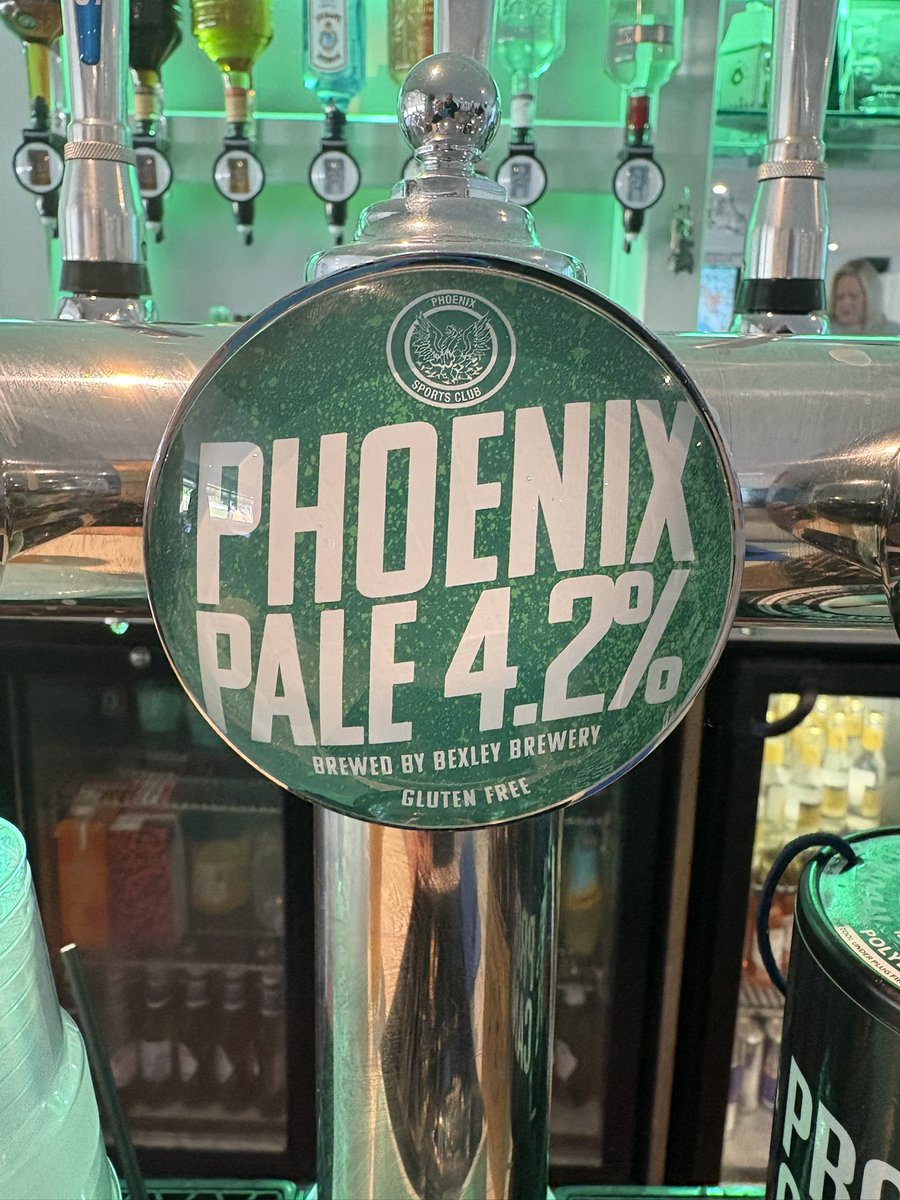 PHOENIX
SPORTS CLUB
PHOENIX
PALE 4.2%
BREWED BY BEXLEY BREWERY
GLUTEN FREE